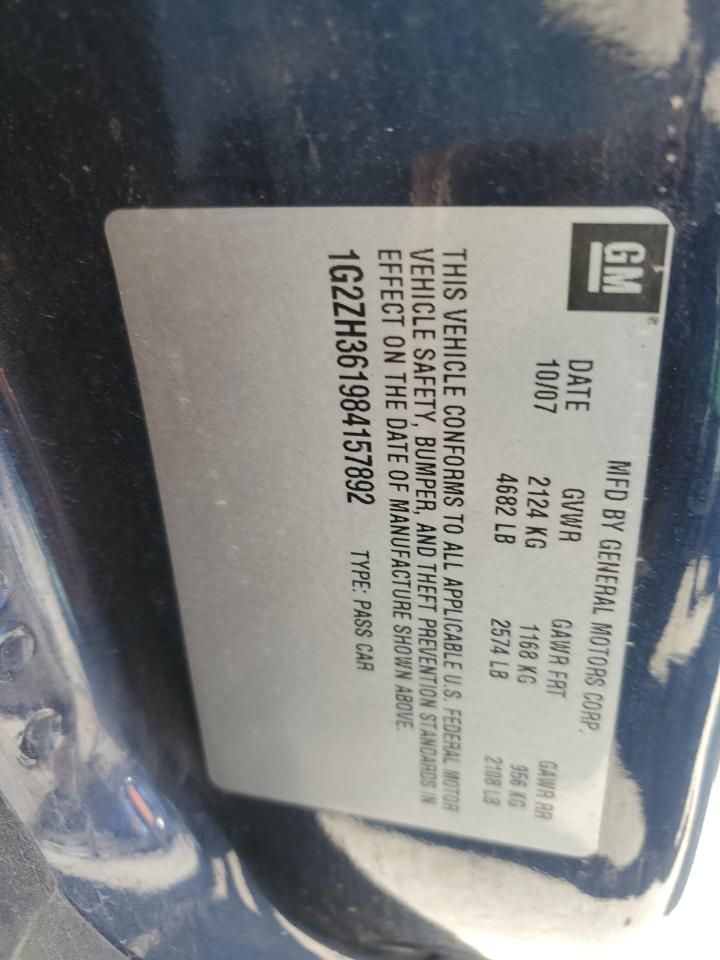 GM ®
MFD BY GENERAL MOTORS CORP.
DATE GVWR GAWR FRT GAWR RR
10/07 2124 KG 1168 KG 956 KG
4682 LB 2574 LB 2108 LB
THIS VEHICLE CONFORMS TO ALL APPLICABLE U.S. FEDERAL MOTOR
VEHICLE SAFETY, BUMPER, AND THEFT PREVENTION STANDARDS IN
EFFECT ON THE DATE OF MANUFACTURE SHOWN ABOVE.
1G2ZH361984157892 TYPE: PASS CAR